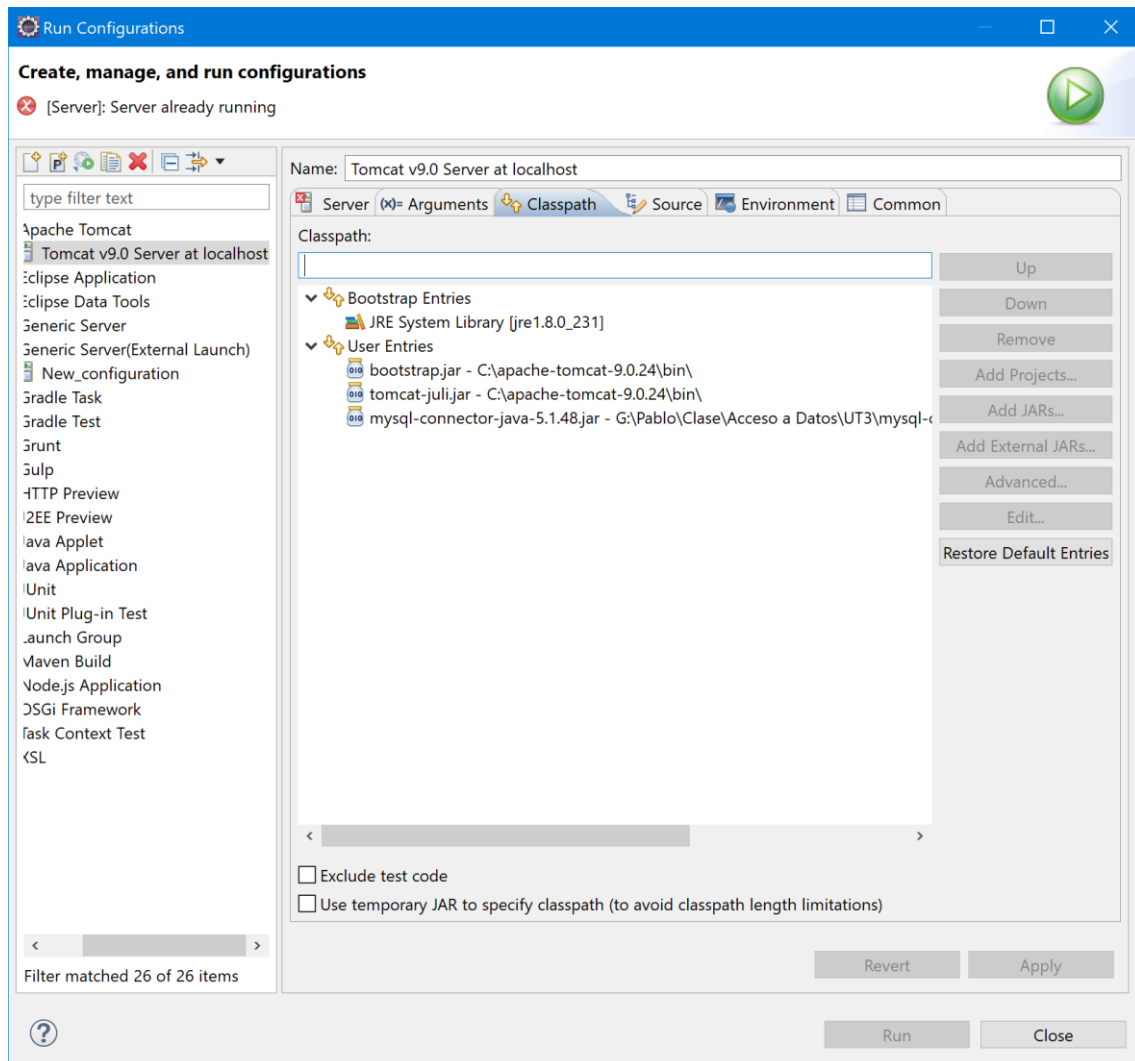 Run Configurations
Create, manage, and run configurations
[Server]: Server already running
P
type filter text
Apache Tomcat
Tomcat v9.0 Server at localhost
Eclipse Application
Eclipse Data Tools
Generic Server
Generic Server(External Launch)
New_configuration
Gradle Task
Gradle Test
Grunt
Gulp
HTTP Preview
J2EE Preview
Java Applet
Java Application
JUnit
JUnit Plug-in Test
Launch Group
Maven Build
Node.js Application
OSGi Framework
Task Context Test
XSL
Filter matched 26 of 26 items
Name: Tomcat v9.0 Server at localhost
Server (x)= Arguments Classpath Source Environment Common
Classpath:
Bootstrap Entries
JRE System Library [jre1.8.0_231]
User Entries
010 bootstrap.jar - C:\apache-tomcat-9.0.24\bin\
010 tomcat-juli.jar - C:\apache-tomcat-9.0.24\bin\
010 mysql-connector-java-5.1.48.jar - G:\Pablo\Clase\Acceso a Datos\UT3\mysql-
Up
Down
Remove
Add Projects...
Add JARs...
Add External JARs...
Advanced...
Edit...
Restore Default Entries
Exclude test code
Use temporary JAR to specify classpath (to avoid classpath length limitations)
Revert Apply
? Run Close